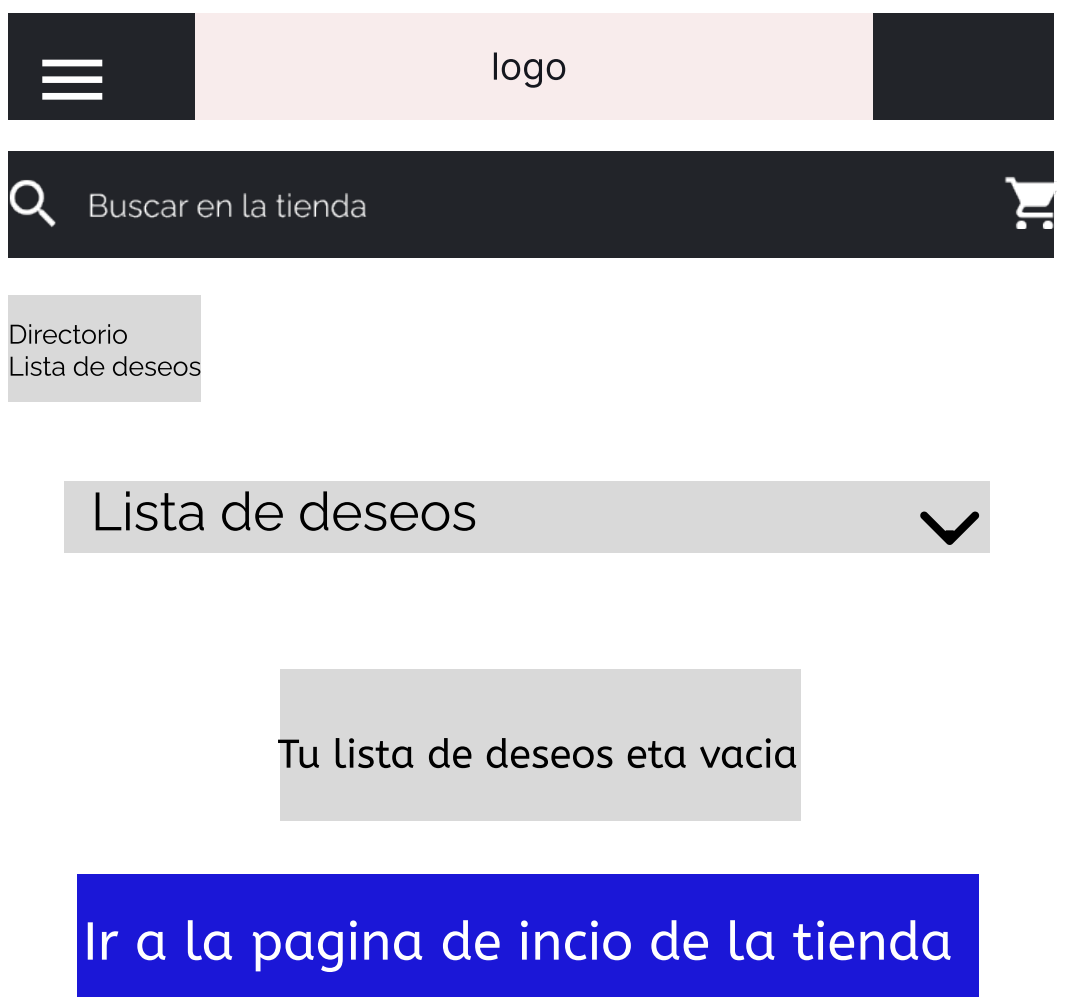 logo
Buscar en la tienda
Directorio
Lista de deseos
Lista de deseos
Tu lista de deseos eta vacia
Ir a la pagina de incio de la tienda